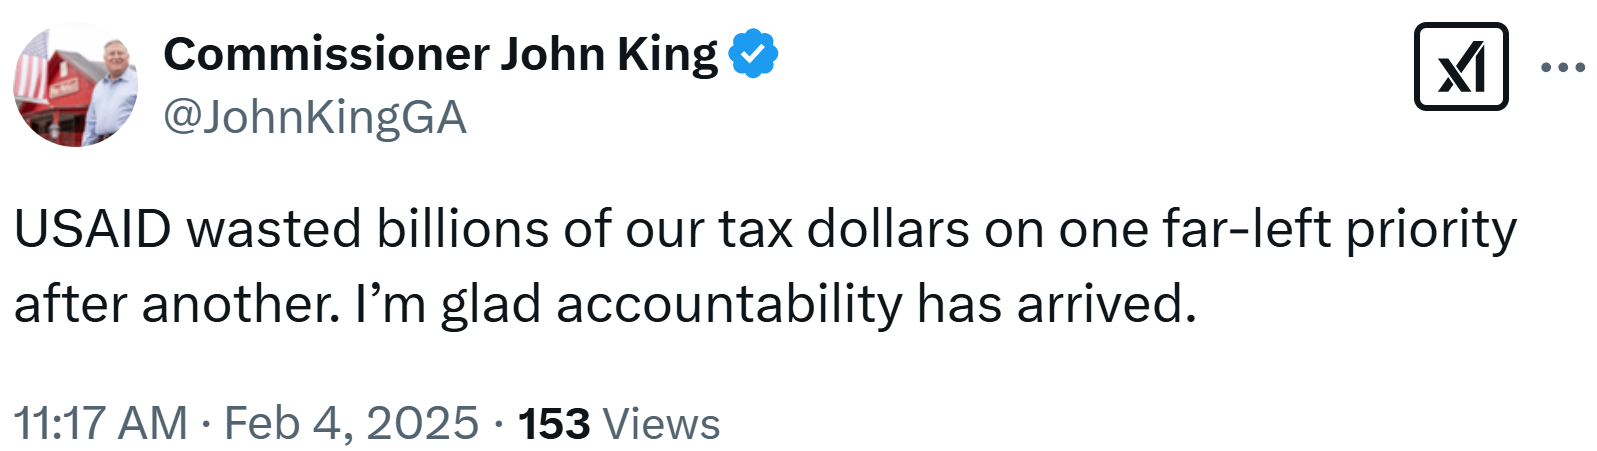 Commissioner John King
@JohnKingGA
USAID wasted billions of our tax dollars on one far-left priority
after another. I’m glad accountability has arrived.
11:17 AM · Feb 4, 2025 · 153 Views